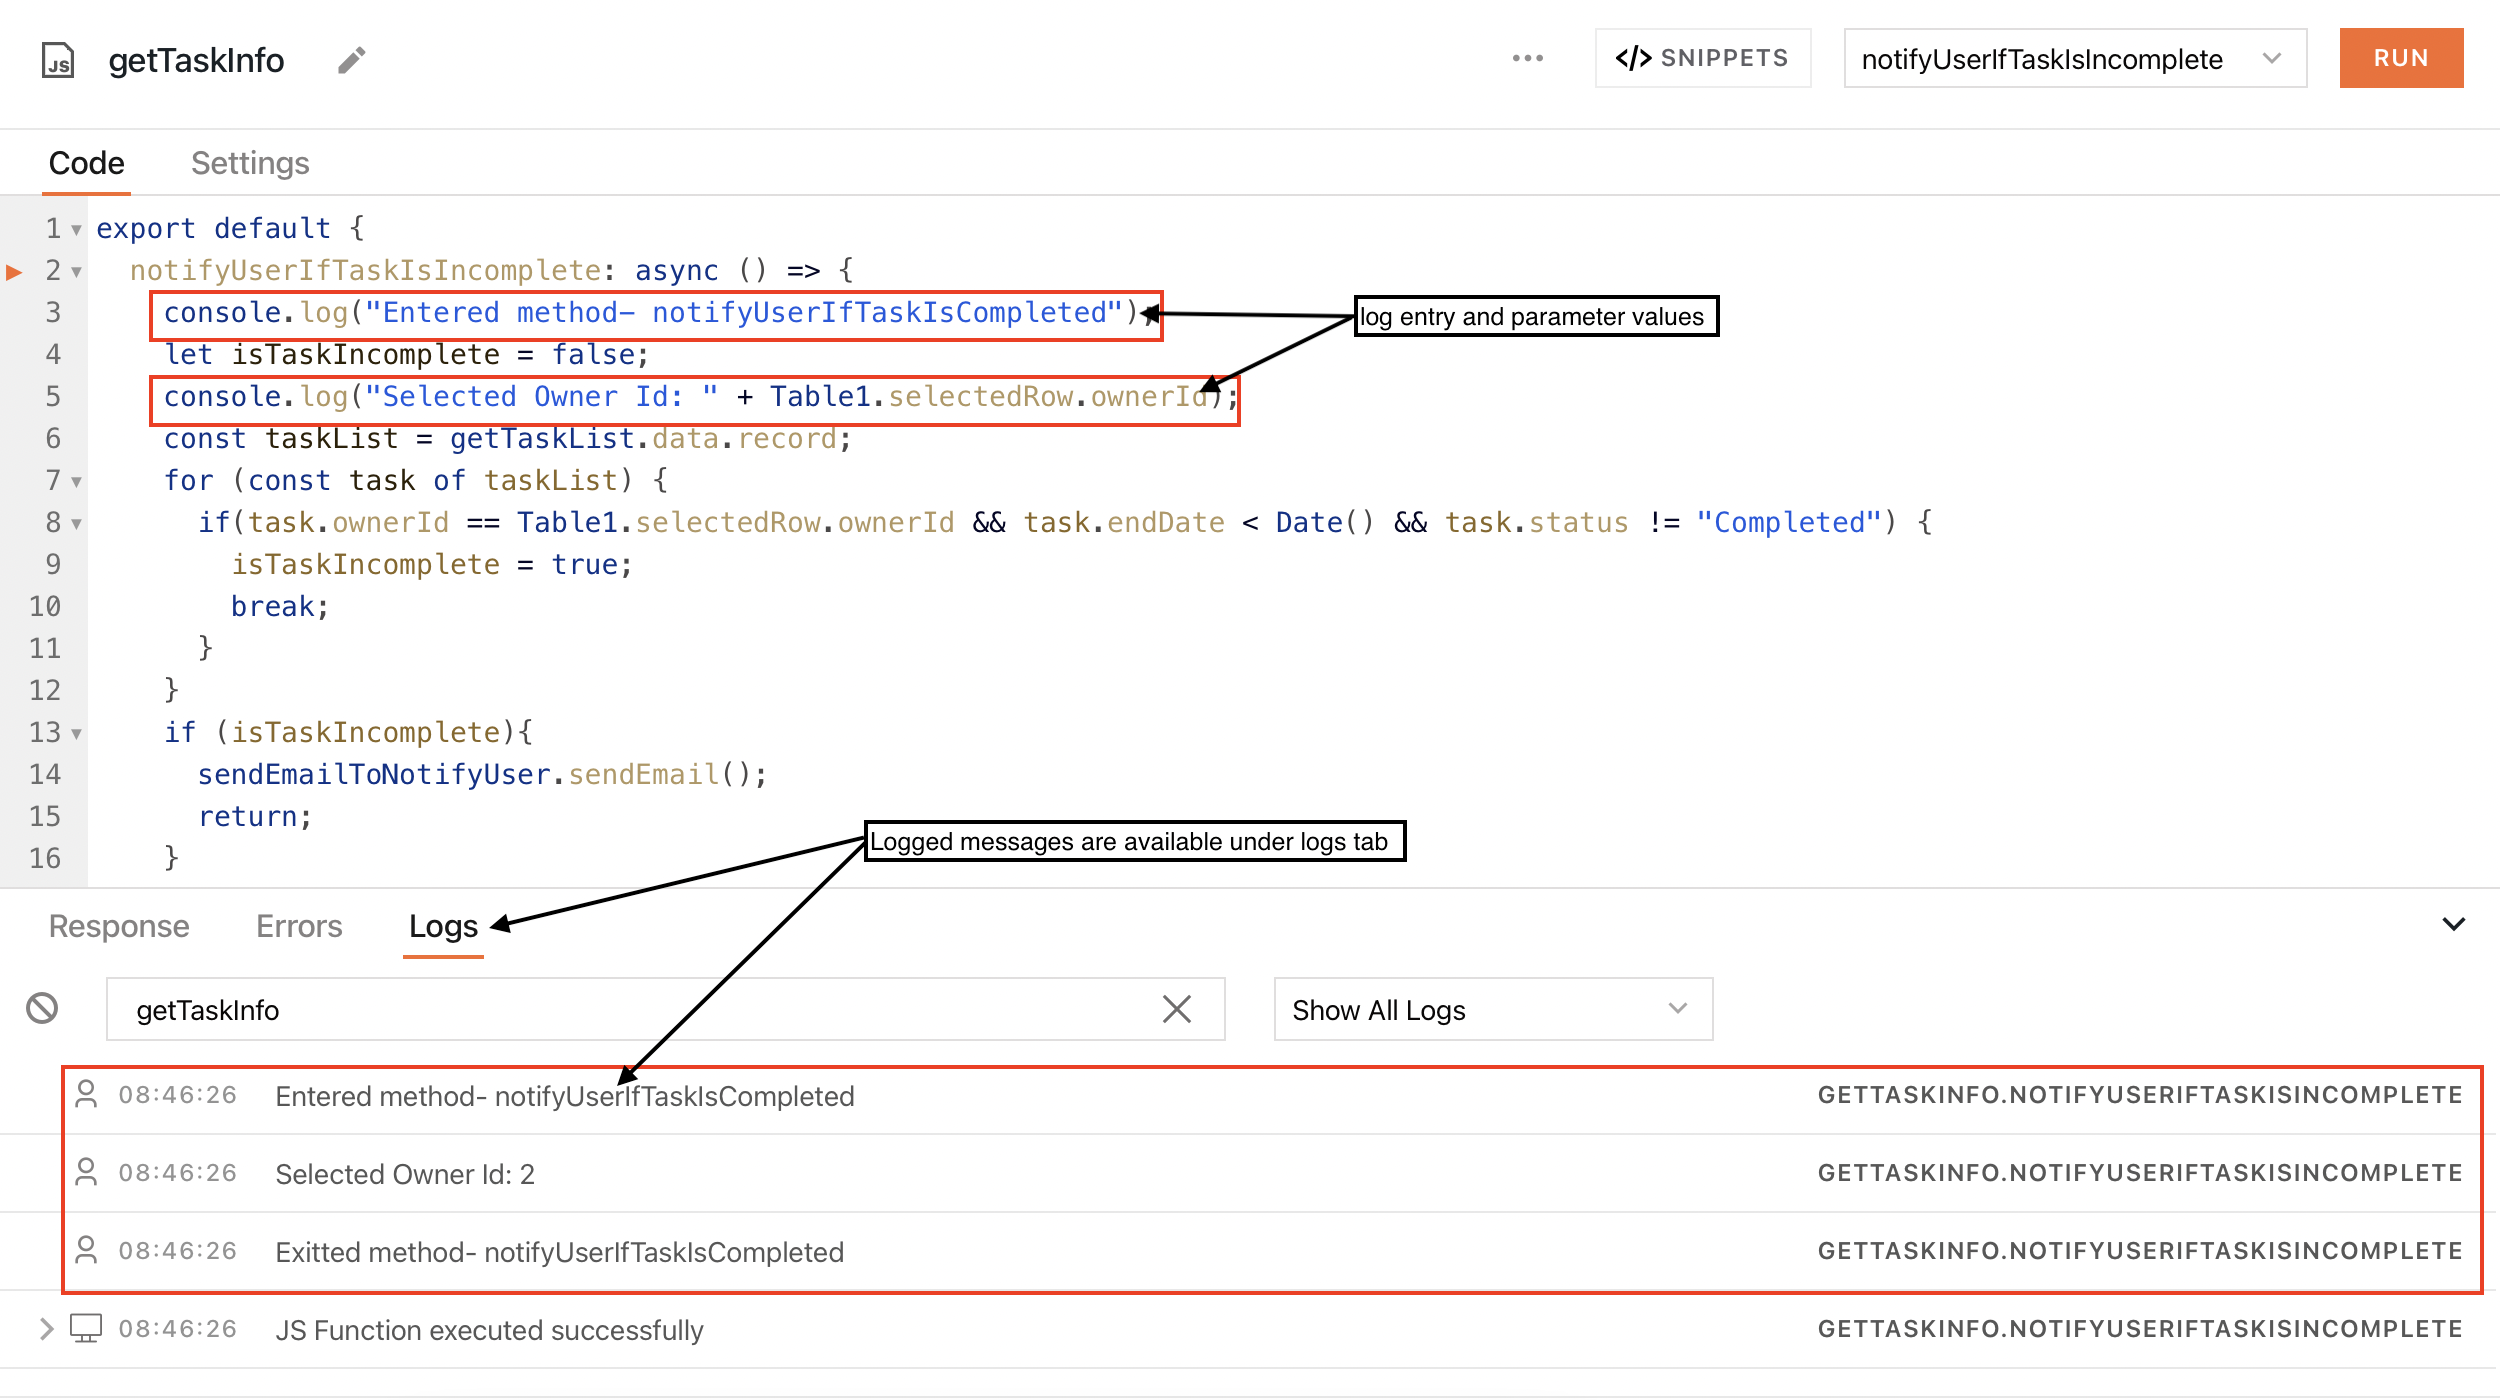 JS getTaskInfo ••• </> SNIPPETS notifyUserIfTaskIsIncomplete RUN
Code Settings
1 export default {
2 notifyUserIfTaskIsIncomplete: async () => {
3 console.log("Entered method- notifyUserIfTaskIsCompleted");
log entry and parameter values
4 let isTaskIncomplete = false;
5 console.log("Selected Owner Id: " + Table1.selectedRow.ownerId);
6 const taskList = getTaskList.data.record;
7 for (const task of taskList) {
8 if(task.ownerId == Table1.selectedRow.ownerId && task.endDate < Date() && task.status != "Completed") {
9 isTaskIncomplete = true;
10 break;
11 }
12 }
13 if (isTaskIncomplete){
14 sendEmailToNotifyUser.sendEmail();
15 return;
Logged messages are available under logs tab
16 }
Response Errors Logs
getTaskInfo Show All Logs
08:46:26 Entered method- notifyUserIfTaskIsCompleted GETTASKINFO.NOTIFYUSERIFTASKISINCOMPLETE
08:46:26 Selected Owner Id: 2 GETTASKINFO.NOTIFYUSERIFTASKISINCOMPLETE
08:46:26 Exitted method- notifyUserIfTaskIsCompleted GETTASKINFO.NOTIFYUSERIFTASKISINCOMPLETE
08:46:26 JS Function executed successfully GETTASKINFO.NOTIFYUSERIFTASKISINCOMPLETE